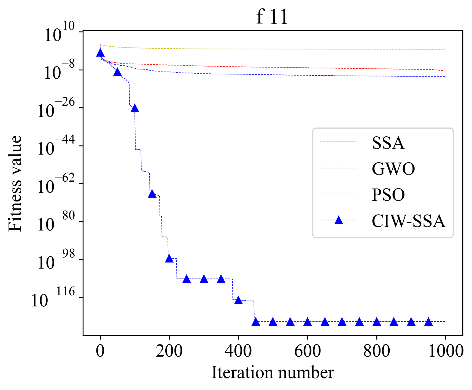 f 11
Fitness value
10^10
10^-8
10^-26
10^-44
10^-62
10^-80
10^-98
10^-116
SSA
GWO
PSO
CIW-SSA
0 200 400 600 800 1000
Iteration number